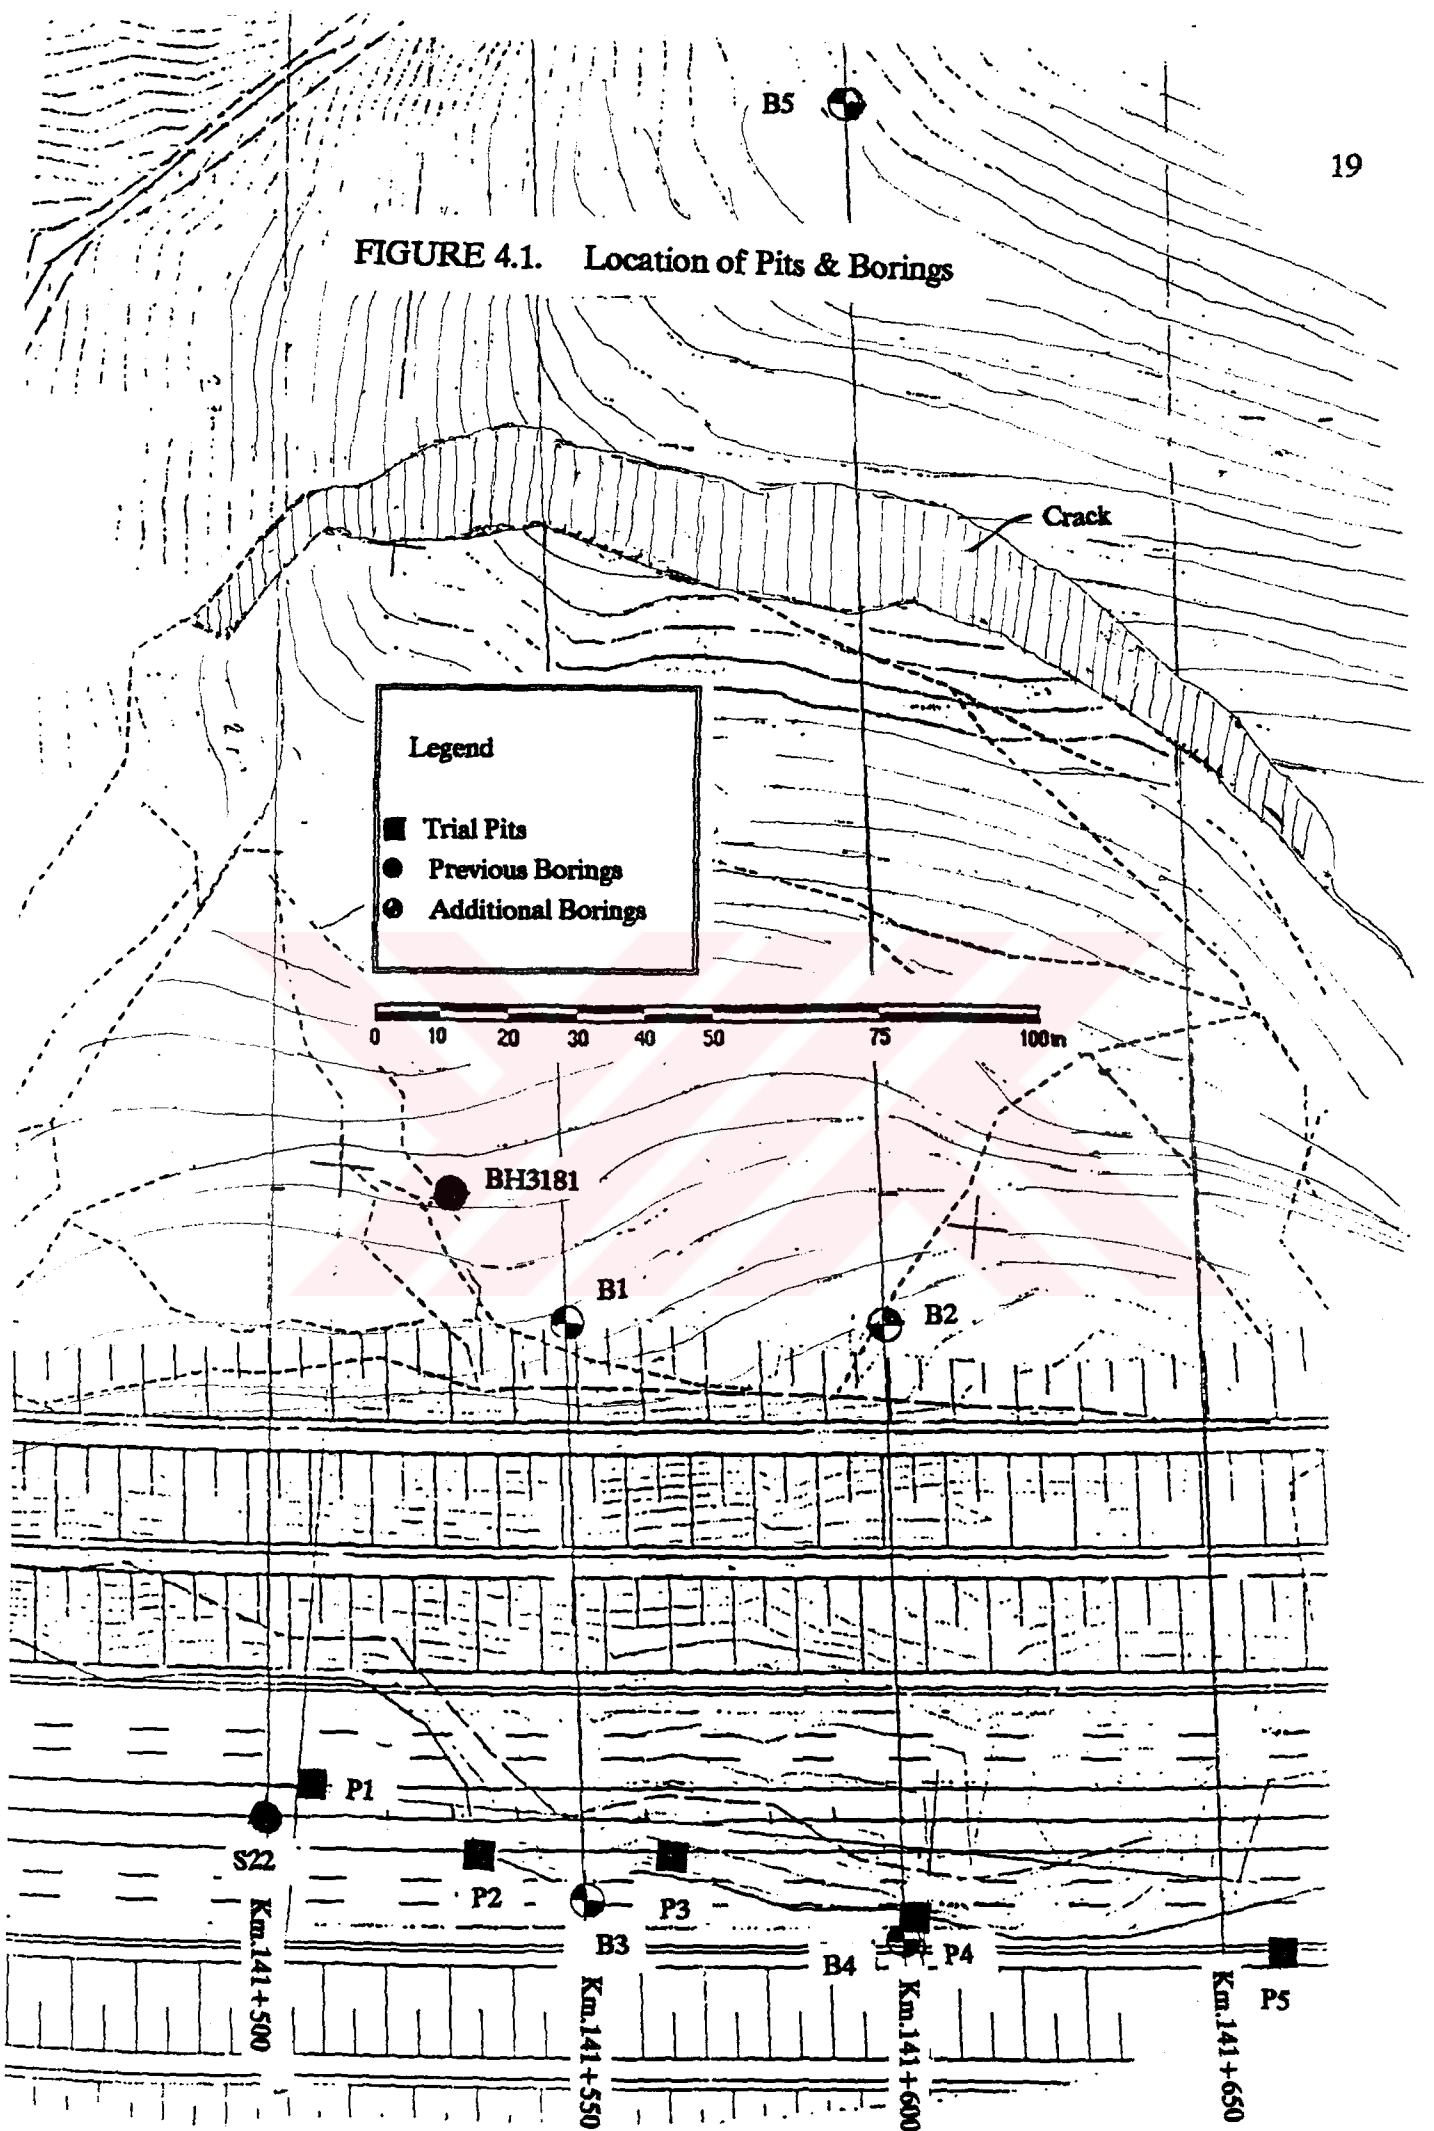 B5
19
FIGURE 4.1. Location of Pits & Borings
Crack
Legend
Trial Pits
Previous Borings
Additional Borings
0 10 20 30 40 50 75 100m
BH3181
B1
B2
P1
S22
P2
P3
B3
B4
P4
P5
Km.141+500
Km.141+550
Km.141+600
Km.141+650